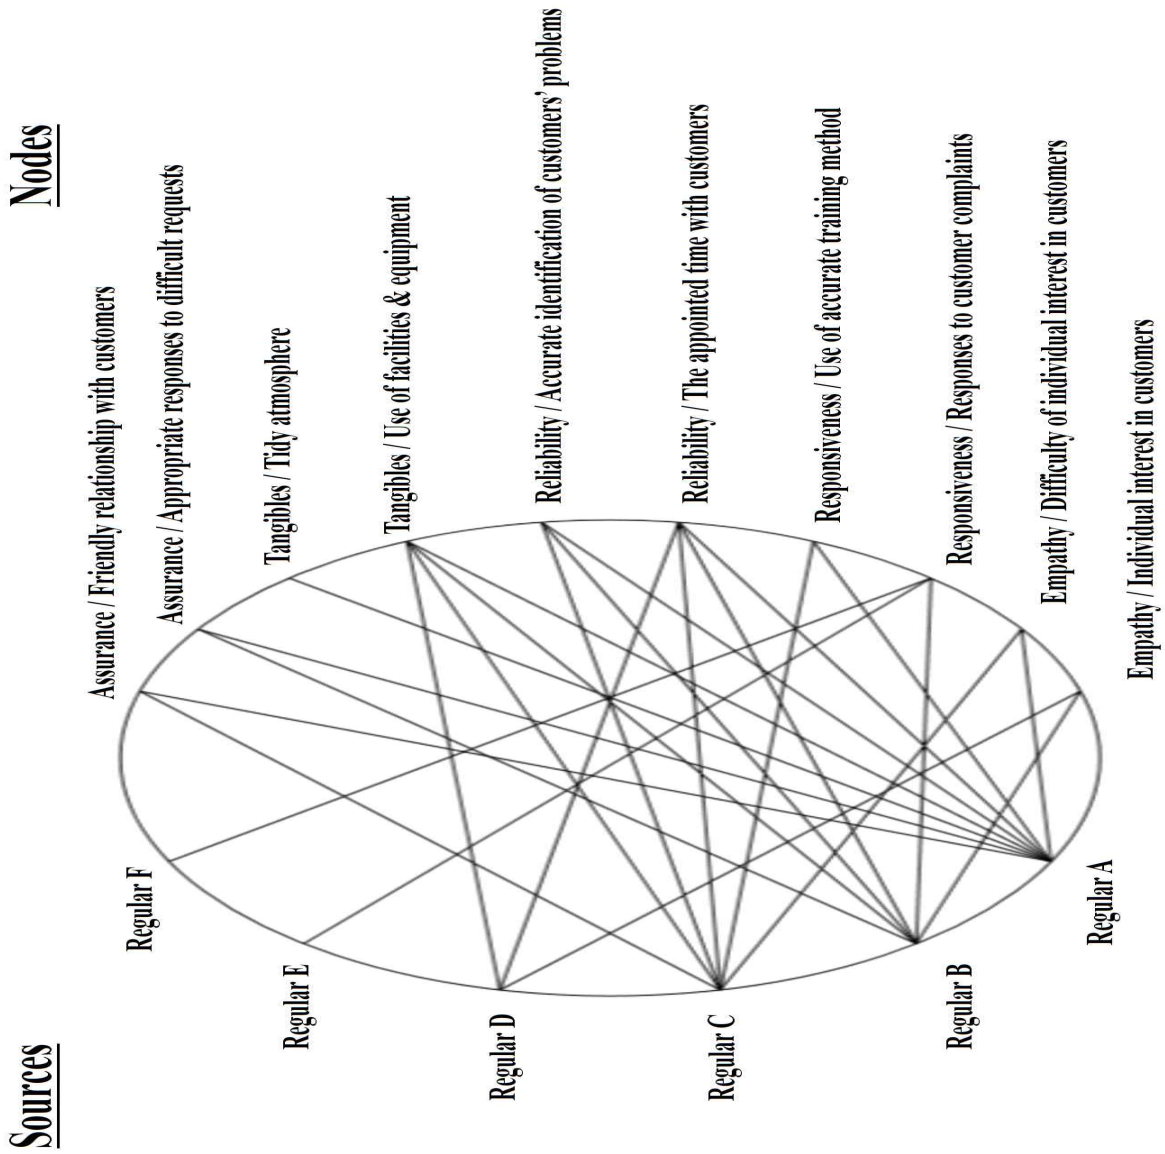 Sources
Nodes
Regular F
Regular E
Regular D
Regular C
Regular B
Regular A
Assurance / Friendly relationship with customers
Assurance / Appropriate responses to difficult requests
Tangibles / Tidy atmosphere
Tangibles / Use of facilities & equipment
Reliability / Accurate identification of customers’ problems
Reliability / The appointed time with customers
Responsiveness / Use of accurate training method
Responsiveness / Responses to customer complaints
Empathy / Difficulty of individual interest in customers
Empathy / Individual interest in customers